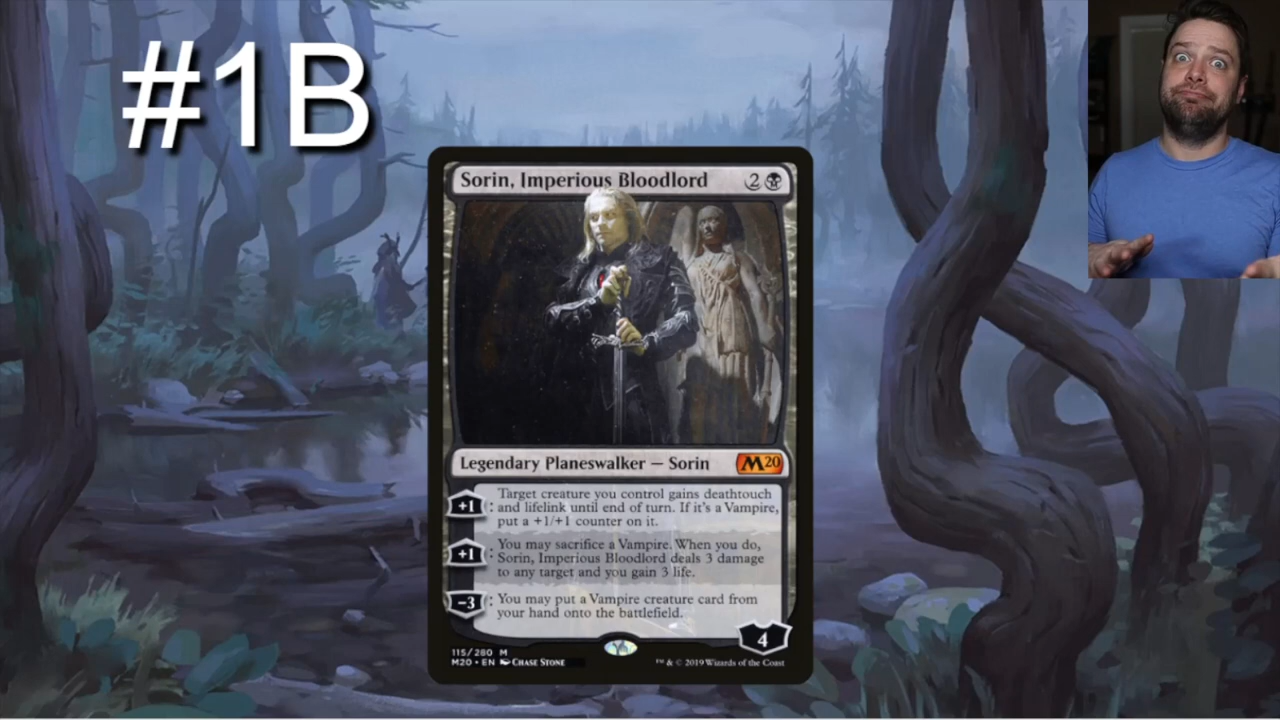 #1B
Sorin, Imperious Bloodlord 2
Legendary Planeswalker — Sorin M20
+1 : Target creature you control gains deathtouch
and lifelink until end of turn. If it's a Vampire,
put a +1/+1 counter on it.
+1 : You may sacrifice a Vampire. When you do,
Sorin, Imperious Bloodlord deals 3 damage
to any target and you gain 3 life.
−3 : You may put a Vampire creature card from
your hand onto the battlefield.
4
115/280 M
M20 • EN CHASE STONE ™ & © 2019 Wizards of the Coast